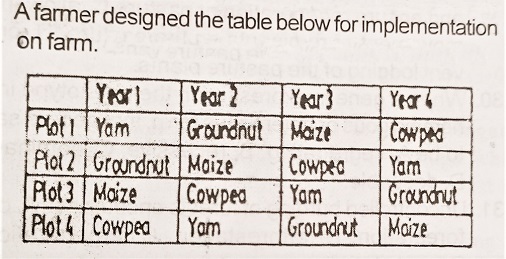 A farmer designed the table below for implementation
on farm.
Year 1 Year 2 Year 3 Year 4
Plot 1 Yam Groundnut Maize Cowpea
Plot 2 Groundnut Maize Cowpea Yam
Plot 3 Maize Cowpea Yam Groundnut
Plot 4 Cowpea Yam Groundnut Maize